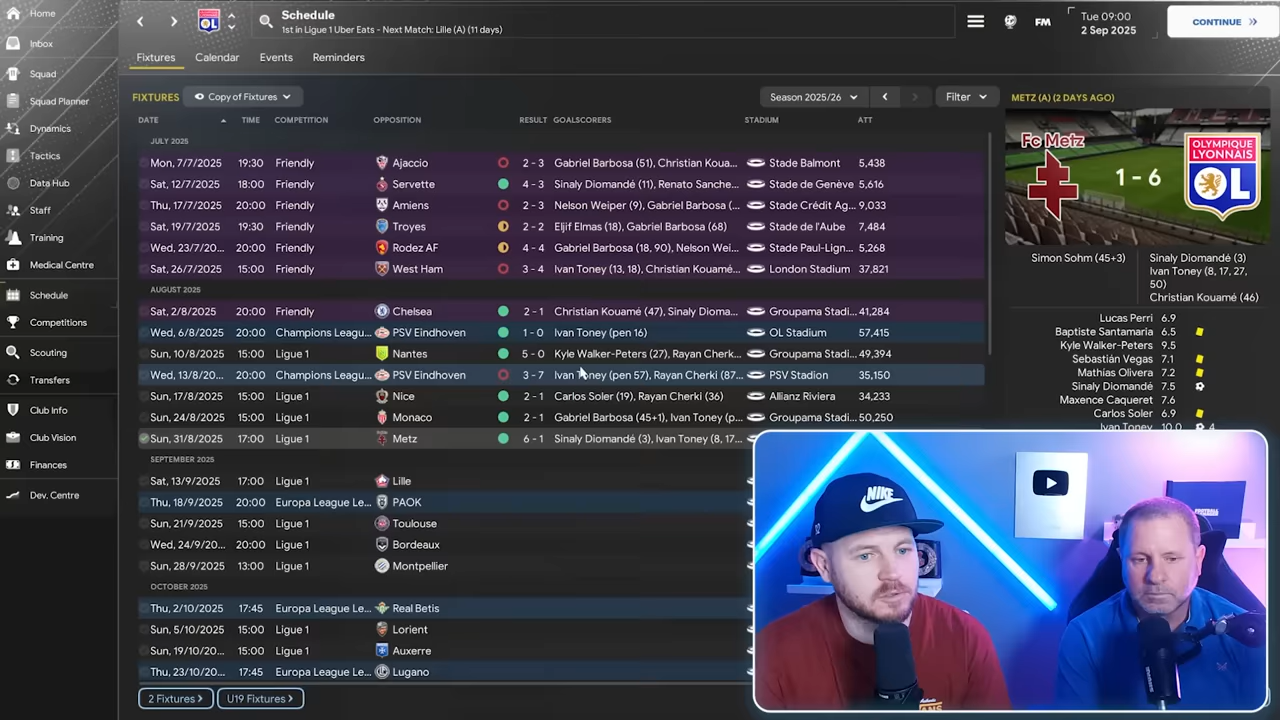 Home
Inbox
Squad
Squad Planner
Dynamics
Tactics
Data Hub
Staff
Training
Medical Centre
Schedule
Competitions
Scouting
Transfers
Club Info
Club Vision
Finances
Dev. Centre
OL
Schedule
1st in Ligue 1 Uber Eats - Next Match: Lille (A) (11 days)
FM
Tue 09:00
2 Sep 2025
CONTINUE
Fixtures Calendar Events Reminders
FIXTURES Copy of Fixtures Season 2025/26 Filter
DATE TIME COMPETITION OPPOSITION RESULT GOALSCORERS STADIUM ATT
JULY 2025
Mon, 7/7/2025 19:30 Friendly Ajaccio 2 - 3 Gabriel Barbosa (51), Christian Koua... Stade Balmont 5,438
Sat, 12/7/2025 18:00 Friendly Servette 4 - 3 Sinaly Diomandé (11), Renato Sanche... Stade de Genève 5,616
Thu, 17/7/2025 20:00 Friendly Amiens 2 - 3 Nelson Weiper (9), Gabriel Barbosa (... Stade Crédit Ag... 9,033
Sat, 19/7/2025 19:30 Friendly Troyes 2 - 2 Eljif Elmas (18), Gabriel Barbosa (68) Stade de l'Aube 7,484
Wed, 23/7/20... 19:30 Friendly Rodez AF 4 - 4 Gabriel Barbosa (18, 90), Nelson Wei... Stade Paul-Lign... 5,268
Sat, 26/7/2025 15:00 Friendly West Ham 3 - 4 Ivan Toney (13, 18), Christian Kouamé... London Stadium 37,821
AUGUST 2025
Sat, 2/8/2025 20:00 Friendly Chelsea 2 - 1 Christian Kouamé (47), Sinaly Dioma... Groupama Stadi... 41,284
Wed, 6/8/2025 20:00 Champions Leagu... PSV Eindhoven 1 - 0 Ivan Toney (pen 16) OL Stadium 57,415
Sun, 10/8/2025 15:00 Ligue 1 Nantes 5 - 0 Kyle Walker-Peters (27), Rayan Cherk... Groupama Stadi... 49,394
Wed, 13/8/2025 20:00 Champions Leagu... PSV Eindhoven 3 - 7 Ivan Toney (pen 57), Rayan Cherki (87... PSV Stadion 35,150
Sun, 17/8/2025 15:00 Ligue 1 Nice 2 - 1 Carlos Soler (19), Rayan Cherki (36) Allianz Riviera 34,233
Sun, 24/8/2025 15:00 Ligue 1 Monaco 2 - 1 Gabriel Barbosa (45+1), Ivan Toney (p... Groupama Stadi... 50,250
Sun, 31/8/2025 17:00 Ligue 1 Metz 6 - 1 Sinaly Diomandé (3), Ivan Toney (8, 17...
SEPTEMBER 2025
Sat, 13/9/2025 17:00 Ligue 1 Lille
Thu, 18/9/2025 20:00 Europa League Le... PAOK
Sun, 21/9/2025 15:00 Ligue 1 Toulouse
Wed, 24/9/20... 20:00 Ligue 1 Bordeaux
Sun, 28/9/2025 13:00 Ligue 1 Montpellier
OCTOBER 2025
Thu, 2/10/2025 17:45 Europa League Le... Real Betis
Sun, 5/10/2025 15:00 Ligue 1 Lorient
Sun, 19/10/20... 15:00 Ligue 1 Auxerre
Thu, 23/10/20... 17:45 Europa League Le... Lugano
2 Fixtures U19 Fixtures
METZ (A) (2 DAYS AGO)
Fc Metz
1 - 6
OLYMPIQUE
LYONNAIS
OL
Simon Sohm (45+3)
Sinaly Diomandé (3)
Ivan Toney (8, 17, 27,
50)
Christian Kouamé (46)
Lucas Perri 6.9
Baptiste Santamaria 6.5
Kyle Walker-Peters 9.5
Sebastián Vegas 7.1
Mathías Olivera 7.2
Sinaly Diomandé 7.5
Maxence Caqueret 7.6
Carlos Soler 6.9
Ivan Toney 10.0 4
NIKE